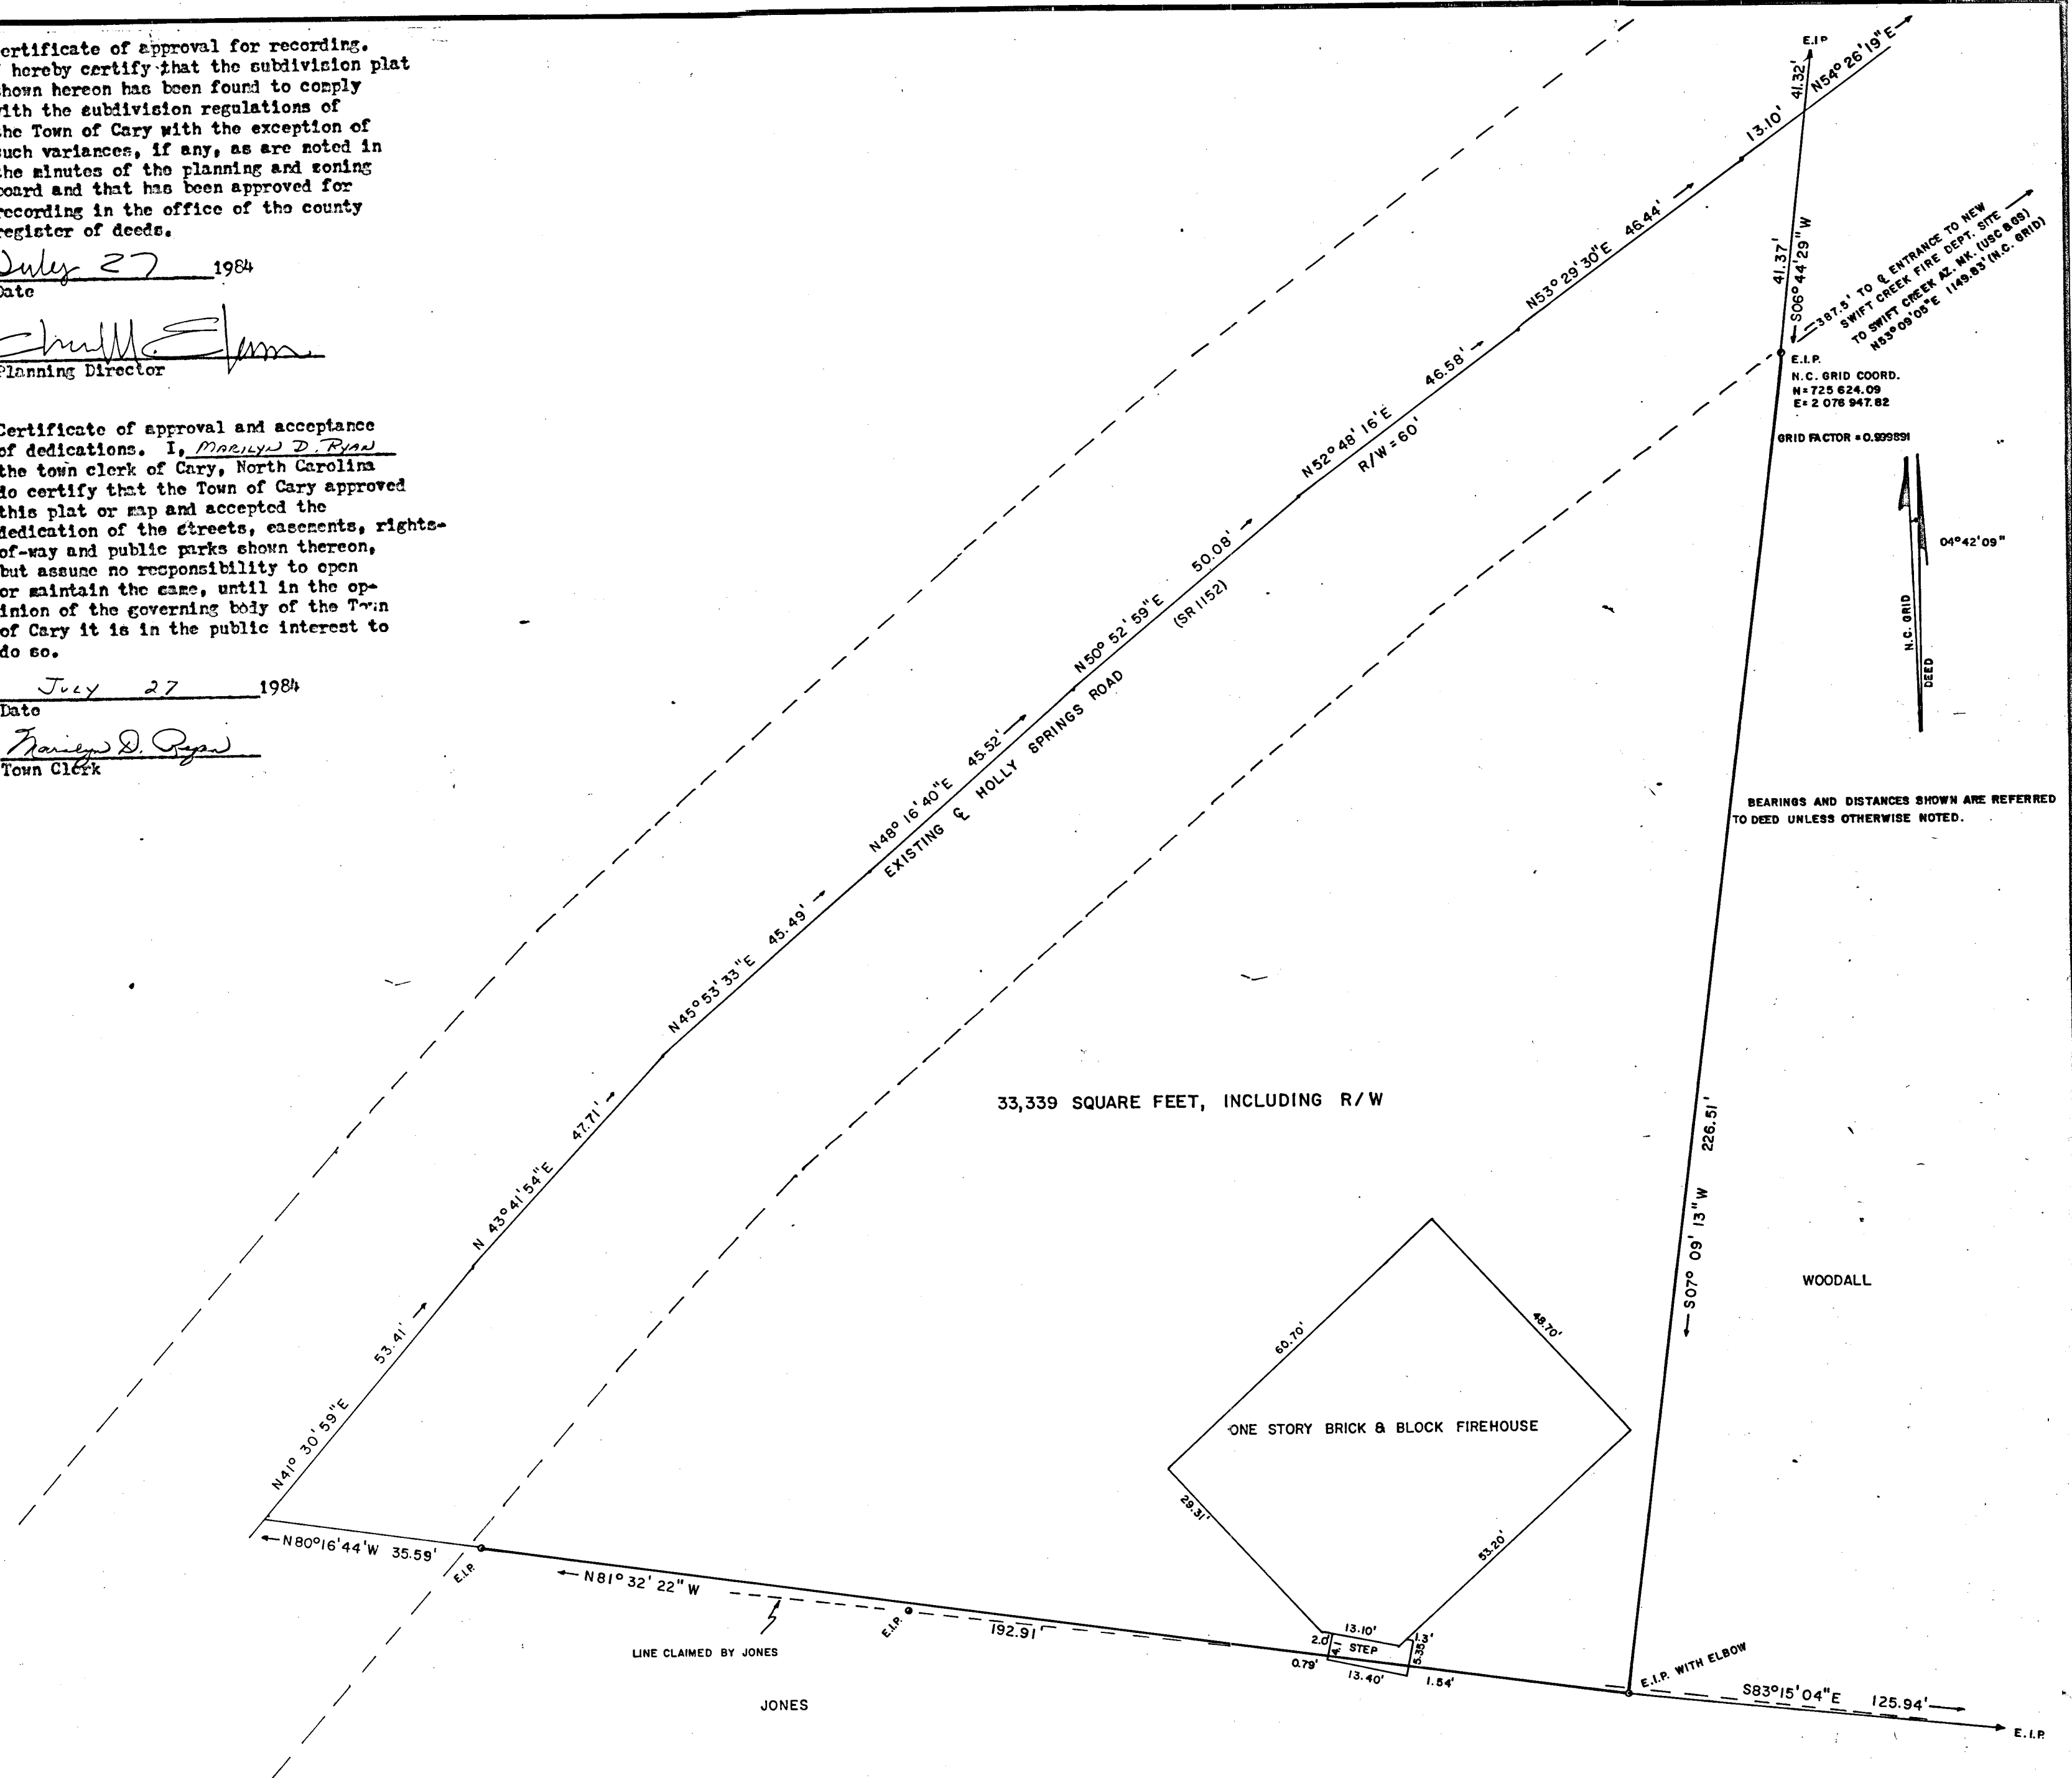 ertificate of approval for recording.
hereby certify that the subdivision plat
hown hereon has been found to comply
ith the subdivision regulations of
the Town of Cary with the exception of
such variances, if any, as are noted in
the minutes of the planning and zoning
board and that has been approved for
recording in the office of the county
register of deeds.
July 27 1984
Date
Planning Director
Certificate of approval and acceptance
of dedications. I, MARILYN D. RYAN
the town clerk of Cary, North Carolina
do certify that the Town of Cary approved
this plat or map and accepted the
dedication of the streets, easements, rights-
of-way and public parks shown thereon,
but assume no responsibility to open
or maintain the same, until in the op-
inion of the governing body of the Town
of Cary it is in the public interest to
do so.
JULY 27 1984
Date
Marilyn D. Ryan
Town Clerk
E.I.P
41.32'
N54°26'19"E
13.10'
41.37'
S06°44'29"W
387.5' TO ℄ ENTRANCE TO NEW
SWIFT CREEK FIRE DEPT. SITE
TO SWIFT CREEK AZ. MK. (USC & GS)
N53°09'05"E 1149.83' (N.C. GRID)
E.I.P.
N.C. GRID COORD.
N=725 624.09
E=2 076 947.82
GRID FACTOR = 0.999891
N.C. GRID
DEED
04°42'09"
BEARINGS AND DISTANCES SHOWN ARE REFERRED
TO DEED UNLESS OTHERWISE NOTED.
N53°29'30"E 46.44'
N52°48'16"E 46.58'
R/W = 60'
N50°52'59"E 50.08'
(SR 1152)
N48°16'40"E 45.52'
EXISTING ℄ HOLLY SPRINGS ROAD
N45°53'33"E 45.49'
N 43°41'54"E 47.71'
N41°30'59"E 53.41'
33,339 SQUARE FEET, INCLUDING R/W
S07°09'13"W 226.51'
WOODALL
60.70'
48.70'
ONE STORY BRICK & BLOCK FIREHOUSE
29.31'
53.20'
N80°16'44'W 35.59'
E.I.P.
N81°32'22"W
192.91'
E.I.P.
LINE CLAIMED BY JONES
JONES
13.10'
2.0'
STEP
1.3'
5.35'
0.79'
13.40'
1.54'
E.I.P. WITH ELBOW
S83°15'04"E 125.94'
E.I.P.